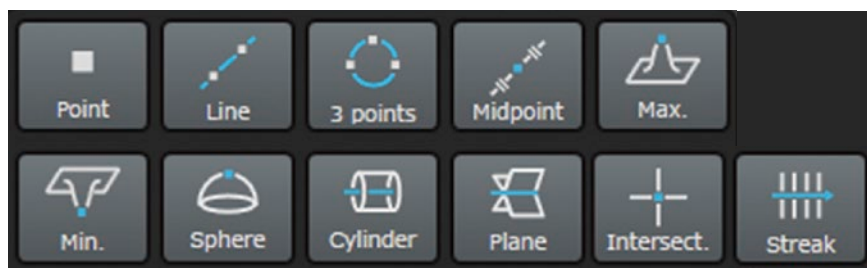 Point Line 3 points Midpoint Max.
Min. Sphere Cylinder Plane Intersect. Streak